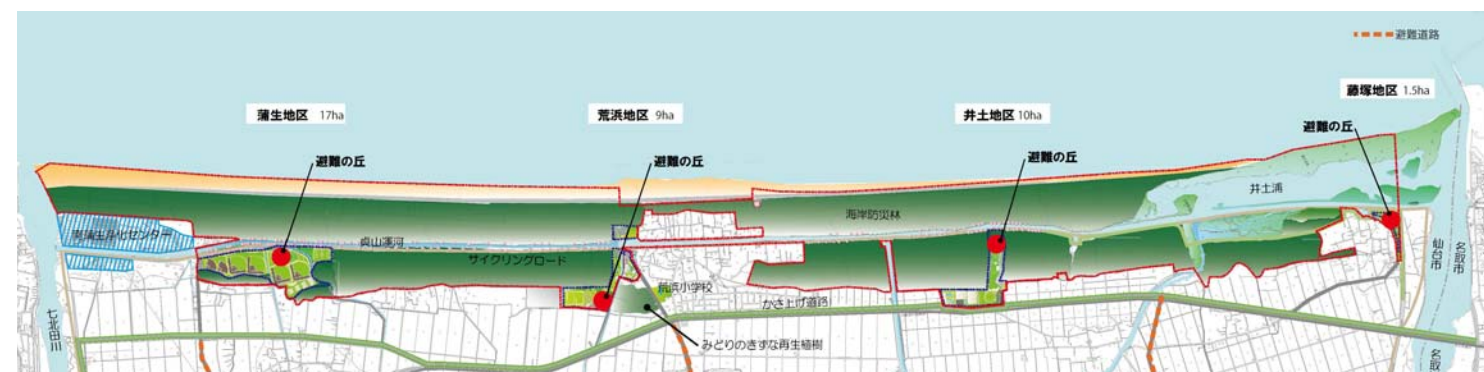 避難道路
藤塚地区 1.5ha
蒲生地区 17ha
荒浜地区 9ha
井土地区 10ha
避難の丘
避難の丘
避難の丘
避難の丘
井土浦
海岸防災林
南蒲生浄化センター
貞山運河
サイクリングロード
荒浜小学校
かさ上げ道路
みどりのきずな再生植樹
七北田川
仙台市
名取市
名取